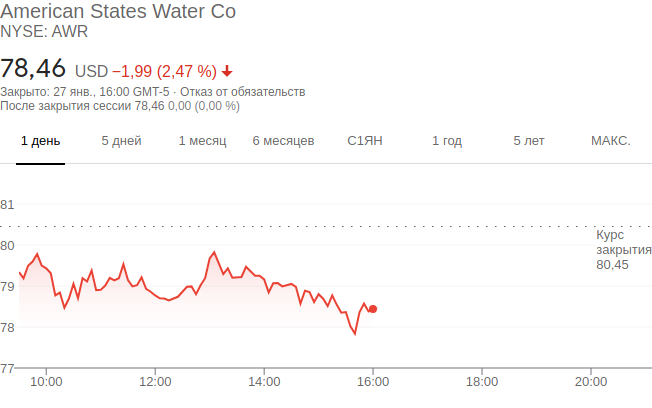 American States Water Co
NYSE: AWR
78,46 USD −1,99 (2,47 %)
Закрыто: 27 янв., 16:00 GMT-5 · Отказ от обязательств
После закрытия сессии 78,46 0,00 (0,00 %)
1 день 5 дней 1 месяц 6 месяцев С1ЯН 1 год 5 лет МАКС.
81
80
79
78
77
Курс
закрытия
80,45
10:00 12:00 14:00 16:00 18:00 20:00